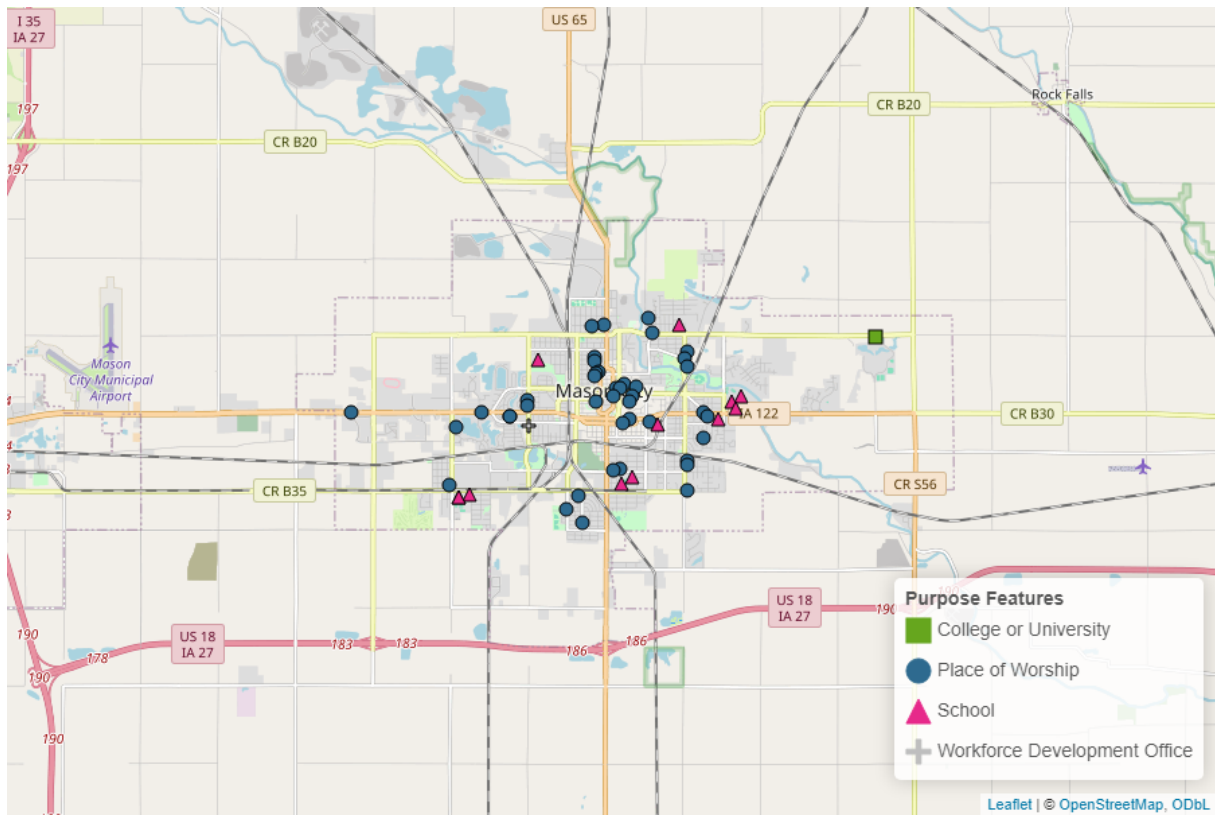 I 35
IA 27
US 65
197
CR B20
Rock Falls
CR B20
197
Mason
City Municipal
Airport
Mason City
IA 122
CR B30
CR B35
CR S56
190
US 18
IA 27
190
US 18
IA 27
183
183
186
186
178
190
190
190
Purpose Features
College or University
Place of Worship
School
Workforce Development Office
Leaflet | © OpenStreetMap, ODbL